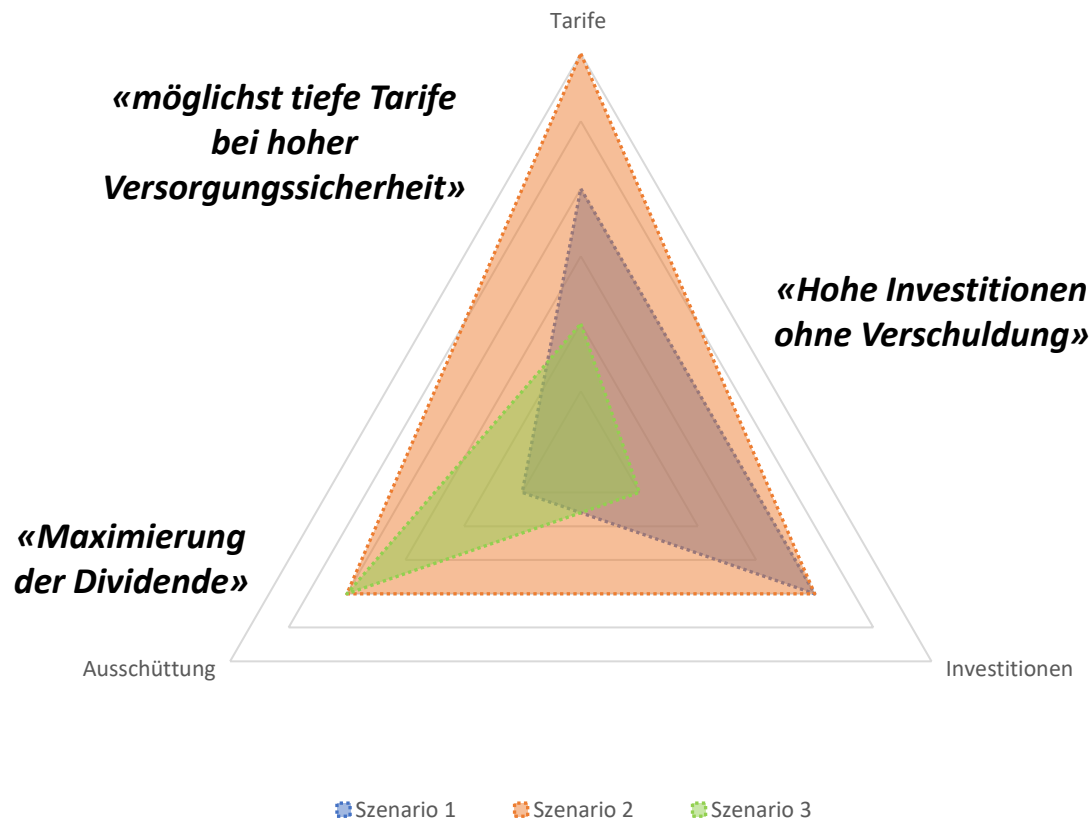 Tarife
«möglichst tiefe Tarife
bei hoher
Versorgungssicherheit»
«Hohe Investitionen
ohne Verschuldung»
«Maximierung
der Dividende»
Ausschüttung
Investitionen
Szenario 1
Szenario 2
Szenario 3